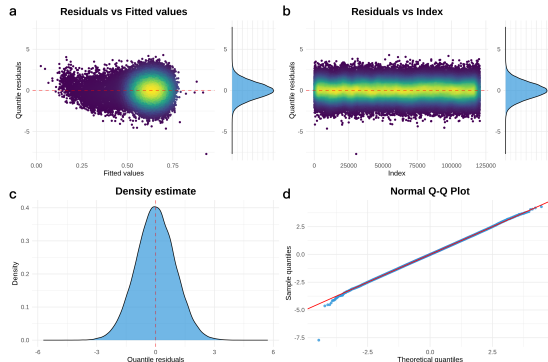 a
Residuals vs Fitted values
Quantile residuals
5
0
-5
0.00
0.25
0.50
0.75
Fitted values
b
Residuals vs Index
Quantile residuals
5
0
-5
0
25000
50000
75000
100000
125000
Index
c
Density estimate
Density
0.4
0.3
0.2
0.1
0.0
-6
-3
0
3
6
Quantile residuals
d
Normal Q-Q Plot
Sample quantiles
2.5
0.0
-2.5
-5.0
-7.5
-2.5
0.0
2.5
Theoretical quantiles